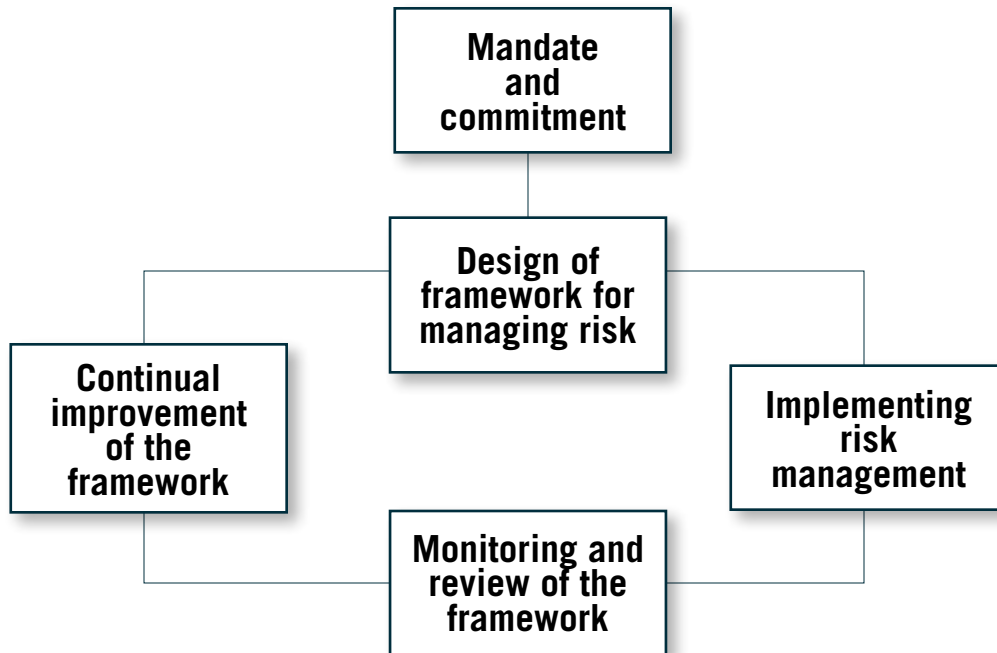 Mandate
and
commitment
Design of
framework for
managing risk
Continual
improvement
of the
framework
Implementing
risk
management
Monitoring and
review of the
framework